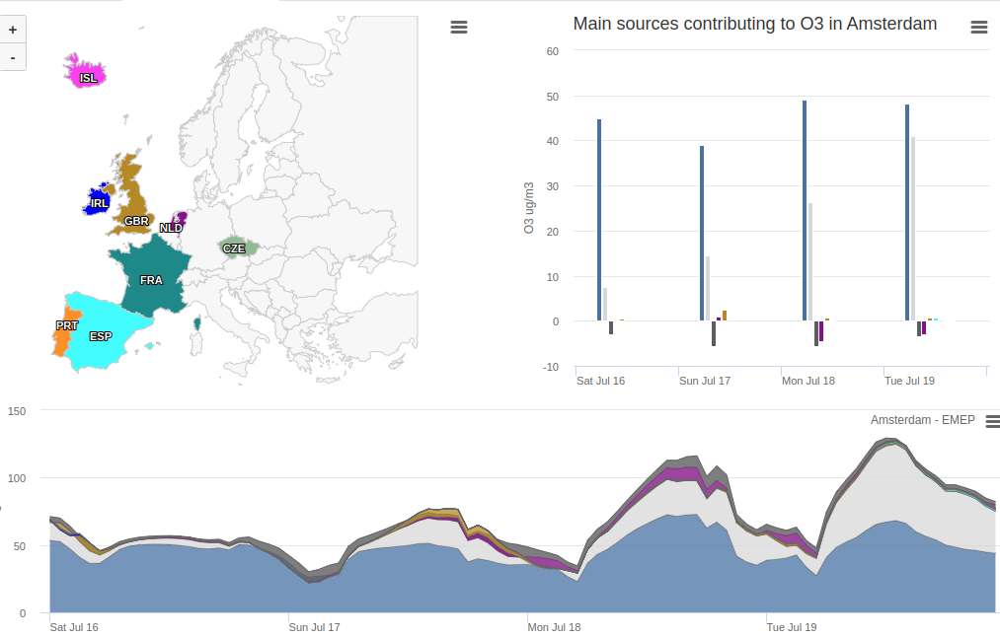 +
-
ISL
IRL
GBR
NLD
CZE
FRA
PRT
ESP
Main sources contributing to O3 in Amsterdam
O3 ug/m3
60
50
40
30
20
10
0
-10
Sat Jul 16
Sun Jul 17
Mon Jul 18
Tue Jul 19
Amsterdam - EMEP
150
100
50
0
Sat Jul 16
Sun Jul 17
Mon Jul 18
Tue Jul 19